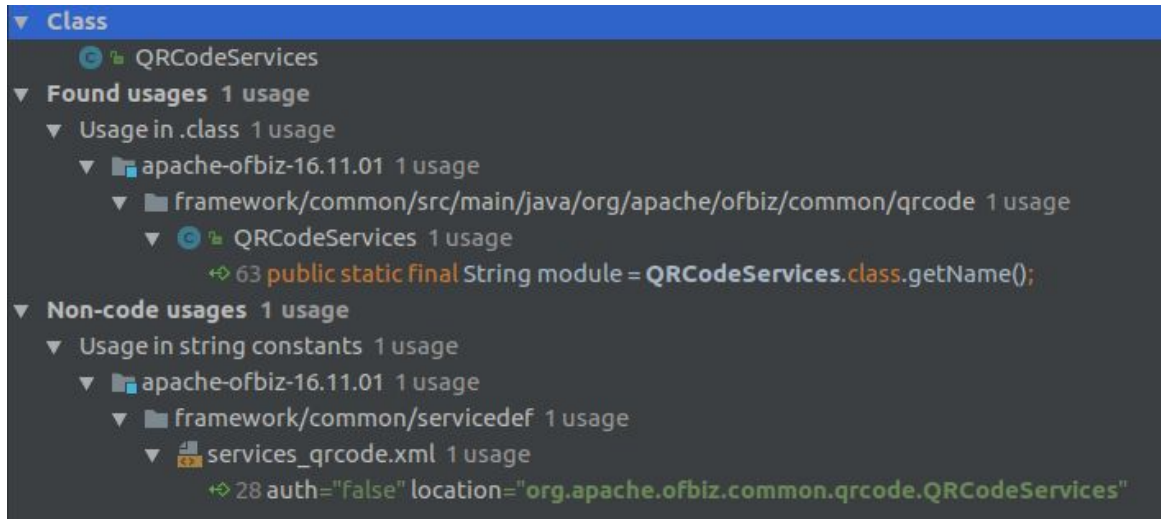 Class
QRCodeServices
Found usages 1 usage
Usage in .class 1 usage
apache-ofbiz-16.11.01 1 usage
framework/common/src/main/java/org/apache/ofbiz/common/qrcode 1 usage
QRCodeServices 1 usage
63 public static final String module = QRCodeServices.class.getName();
Non-code usages 1 usage
Usage in string constants 1 usage
apache-ofbiz-16.11.01 1 usage
framework/common/servicedef 1 usage
services_qrcode.xml 1 usage
28 auth="false" location="org.apache.ofbiz.common.qrcode.QRCodeServices"